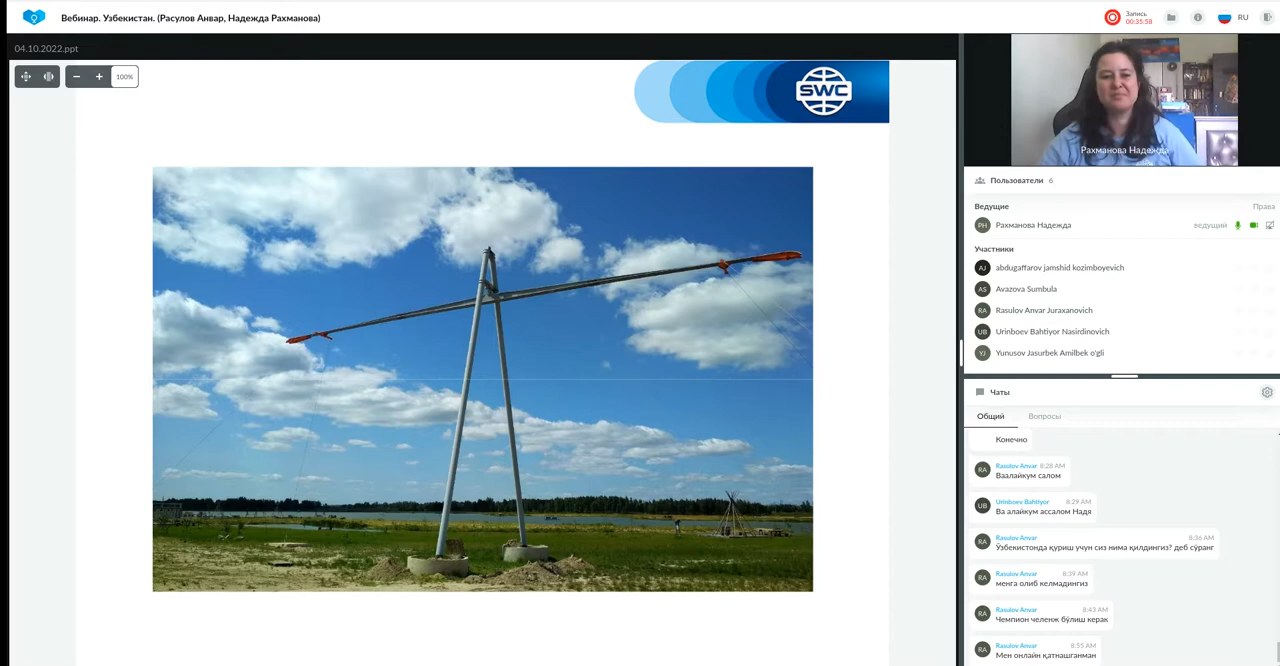 Вебинар. Узбекистан. (Расулов Анвар, Надежда Рахманова)
Запись
00:35:58
RU
04.10.2022.ppt
100%
SWC
Рахманова Надежда
Пользователи 6
Ведущие Права
РН Рахманова Надежда ведущий
Участники
AJ abdugaffarov jamshid kozimboyevich
AS Avazova Sumbula
RA Rasulov Anvar Juraxanovich
UB Urinboev Bahtiyor Nasirdinovich
YJ Yunusov Jasurbek Amilbek o'gli
Чаты
Общий Вопросы
Конечно
RA Rasulov Anvar 8:28 AM
Ваалайкум салом
UB Urinboev Bahtiyor 8:29 AM
Ва алайкум ассалом Надя
RA Rasulov Anvar 8:36 AM
Ўзбекистонда қуриш учун сиз нима қилдингиз? деб сўранг
RA Rasulov Anvar 8:39 AM
менга олиб келмадингиз
RA Rasulov Anvar 8:43 AM
Чемпион челенж бўлиш керак
RA Rasulov Anvar 8:55 AM
Мен онлайн қатнашганман